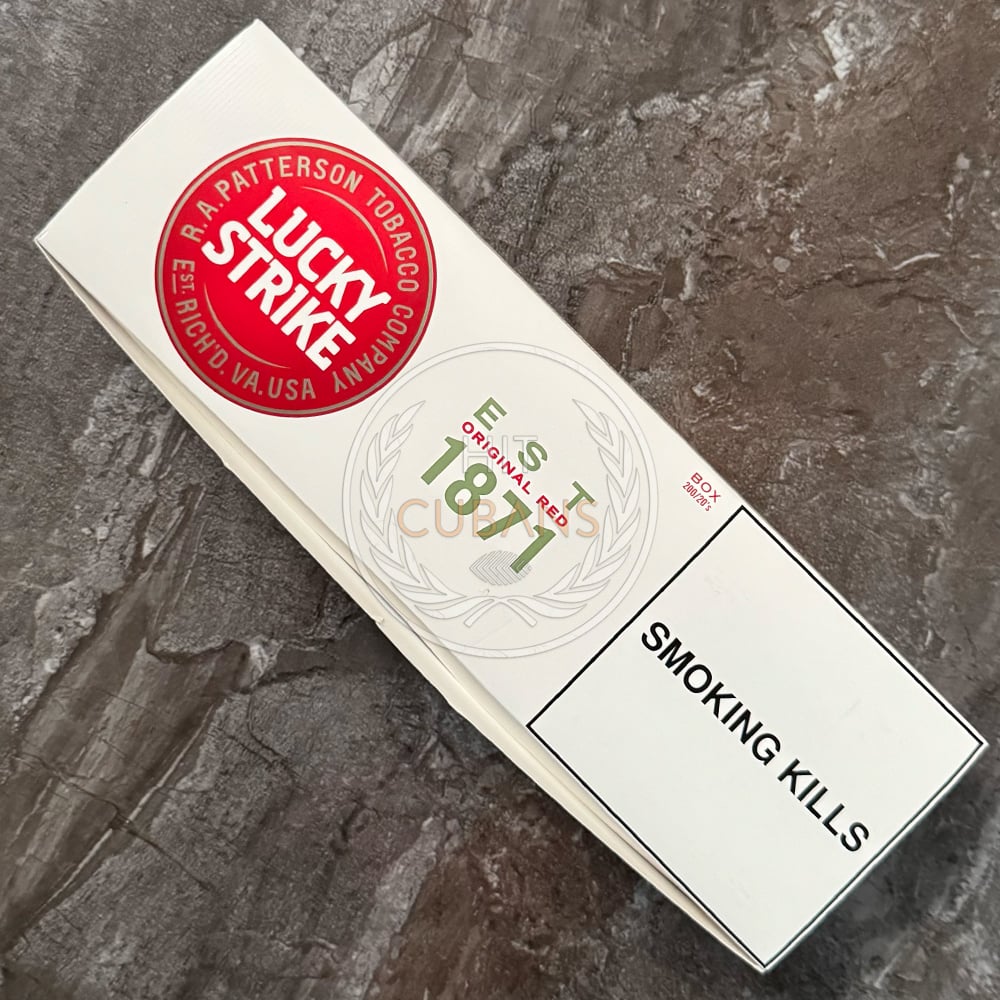 R.A.PATTERSON TOBACCO COMPANY
LUCKY
STRIKE
EST. RICH'D. VA.USA
EST
ORIGINAL RED
1871
HIT
CUBANS
BOX
200/20's
SMOKING KILLS